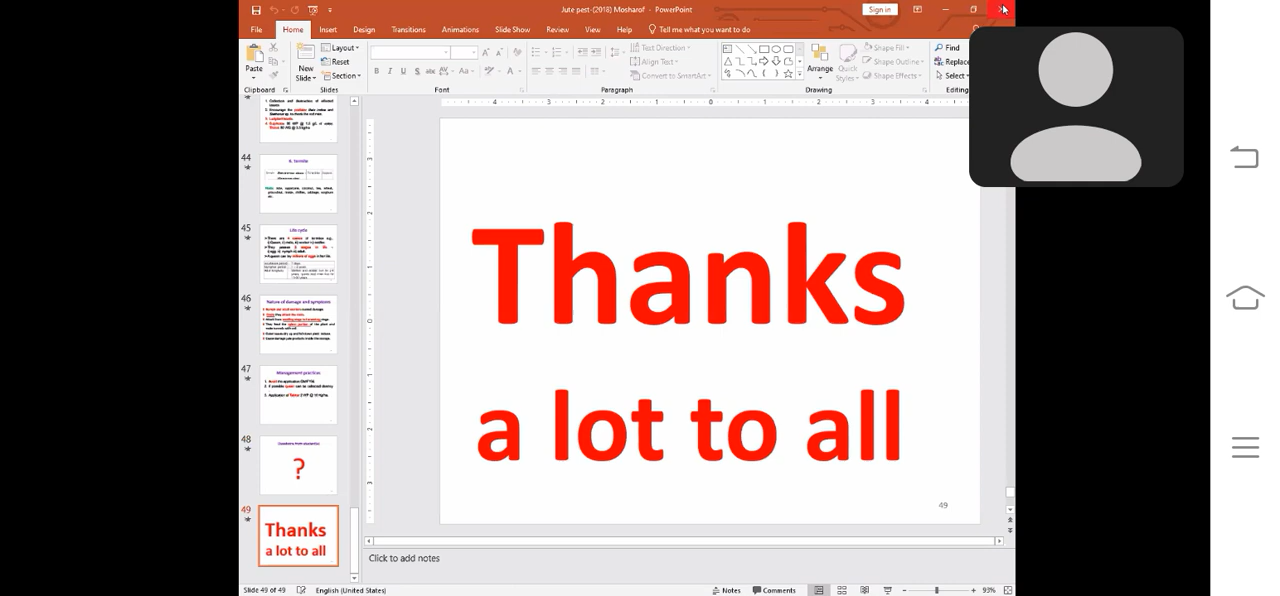 Jute pest-(2018) Mosharof - PowerPoint
Sign in
File Home Insert Design Transitions Animations Slide Show Review View Help Tell me what you want to do
Paste
Clipboard
New Slide
Layout
Reset
Section
Slides
Font
Text Direction
Align Text
Convert to SmartArt
Paragraph
Arrange
Quick Styles
Shape Fill
Shape Outline
Shape Effects
Drawing
Find
Replace
Select
Editing
44
45
Life cycle
46
Nature of damage and symptoms
47
Management practices
48
?
49
Thanks
a lot to all
Thanks
a lot to all
49
Click to add notes
Slide 49 of 49
English (United States)
Notes
Comments
93%